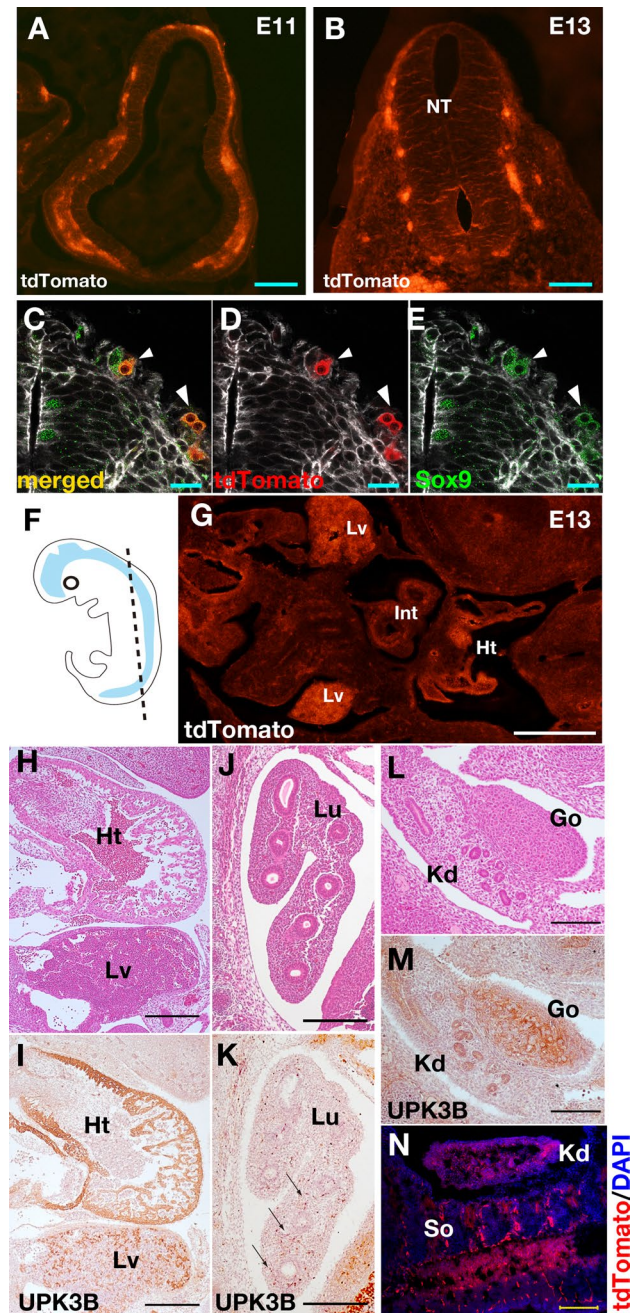 A E11
tdTomato
B E13
NT
tdTomato
C
merged
D
tdTomato
E
Sox9
F
G E13
Lv
Int
Ht
Lv
tdTomato
H
Ht
Lv
J
Lu
L
Go
Kd
I
Ht
Lv
UPK3B
K
Lu
UPK3B
M
Go
Kd
UPK3B
N
Kd
So
tdTomato/DAPI